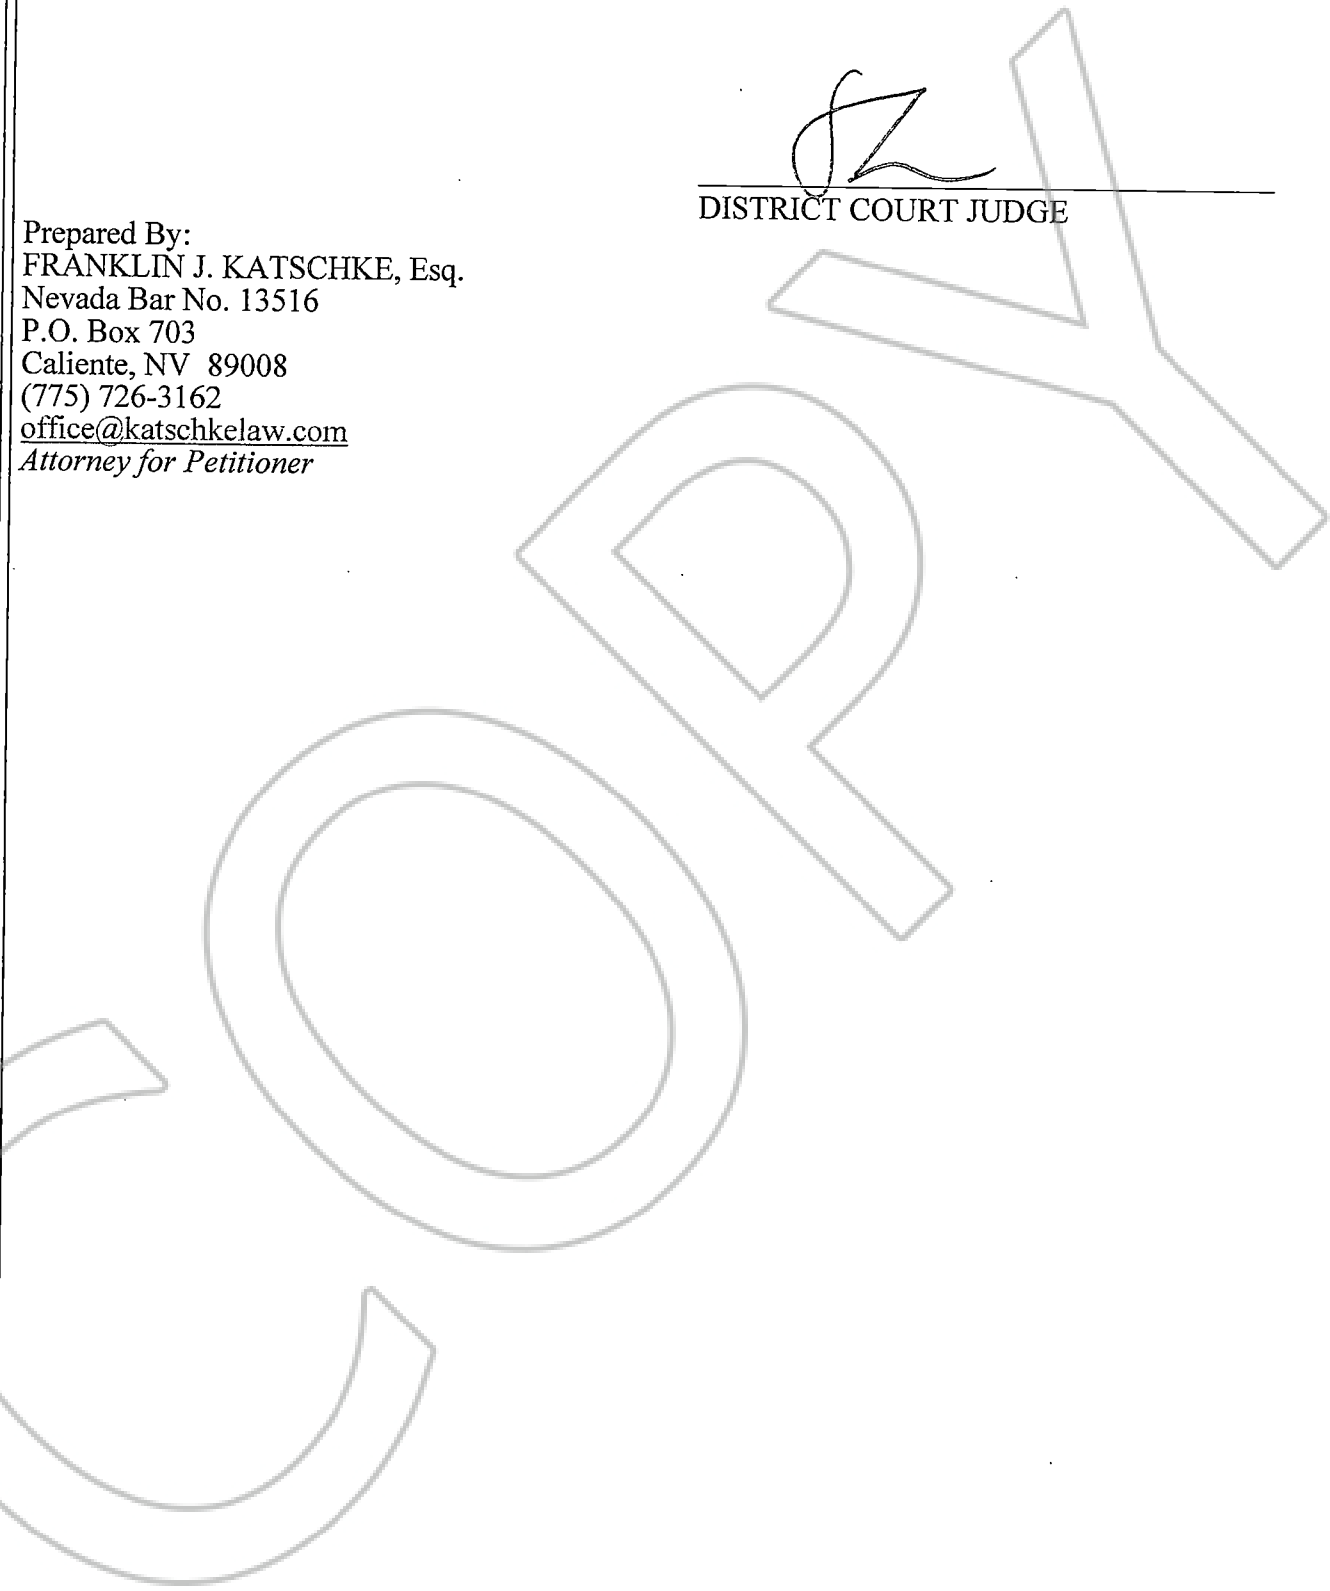 DISTRICT COURT JUDGE
Prepared By:
FRANKLIN J. KATSCHKE, Esq.
Nevada Bar No. 13516
P.O. Box 703
Caliente, NV 89008
(775) 726-3162
office@katschkelaw.com
Attorney for Petitioner
COPY